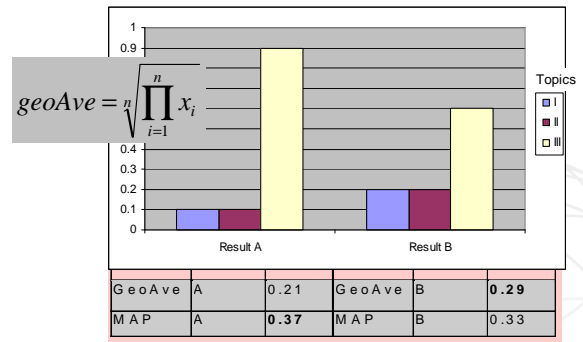 1
0.9
geoAve = n√∏ i=1 n xi
0.4
0.3
0.2
0.1
0
Result A Result B
Topics
I
II
III
GeoAve A 0.21 GeoAve B 0.29
MAP A 0.37 MAP B 0.33